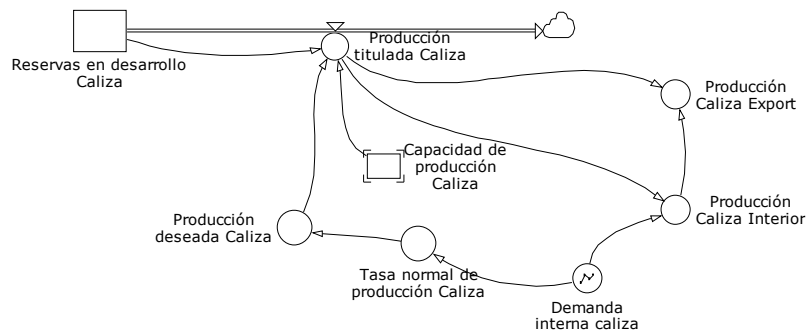 Reservas en desarrollo
Caliza
Producción
titulada Caliza
Producción
Caliza Export
Capacidad de
producción
Caliza
Producción
deseada Caliza
Producción
Caliza Interior
Tasa normal de
producción Caliza
Demanda
interna caliza